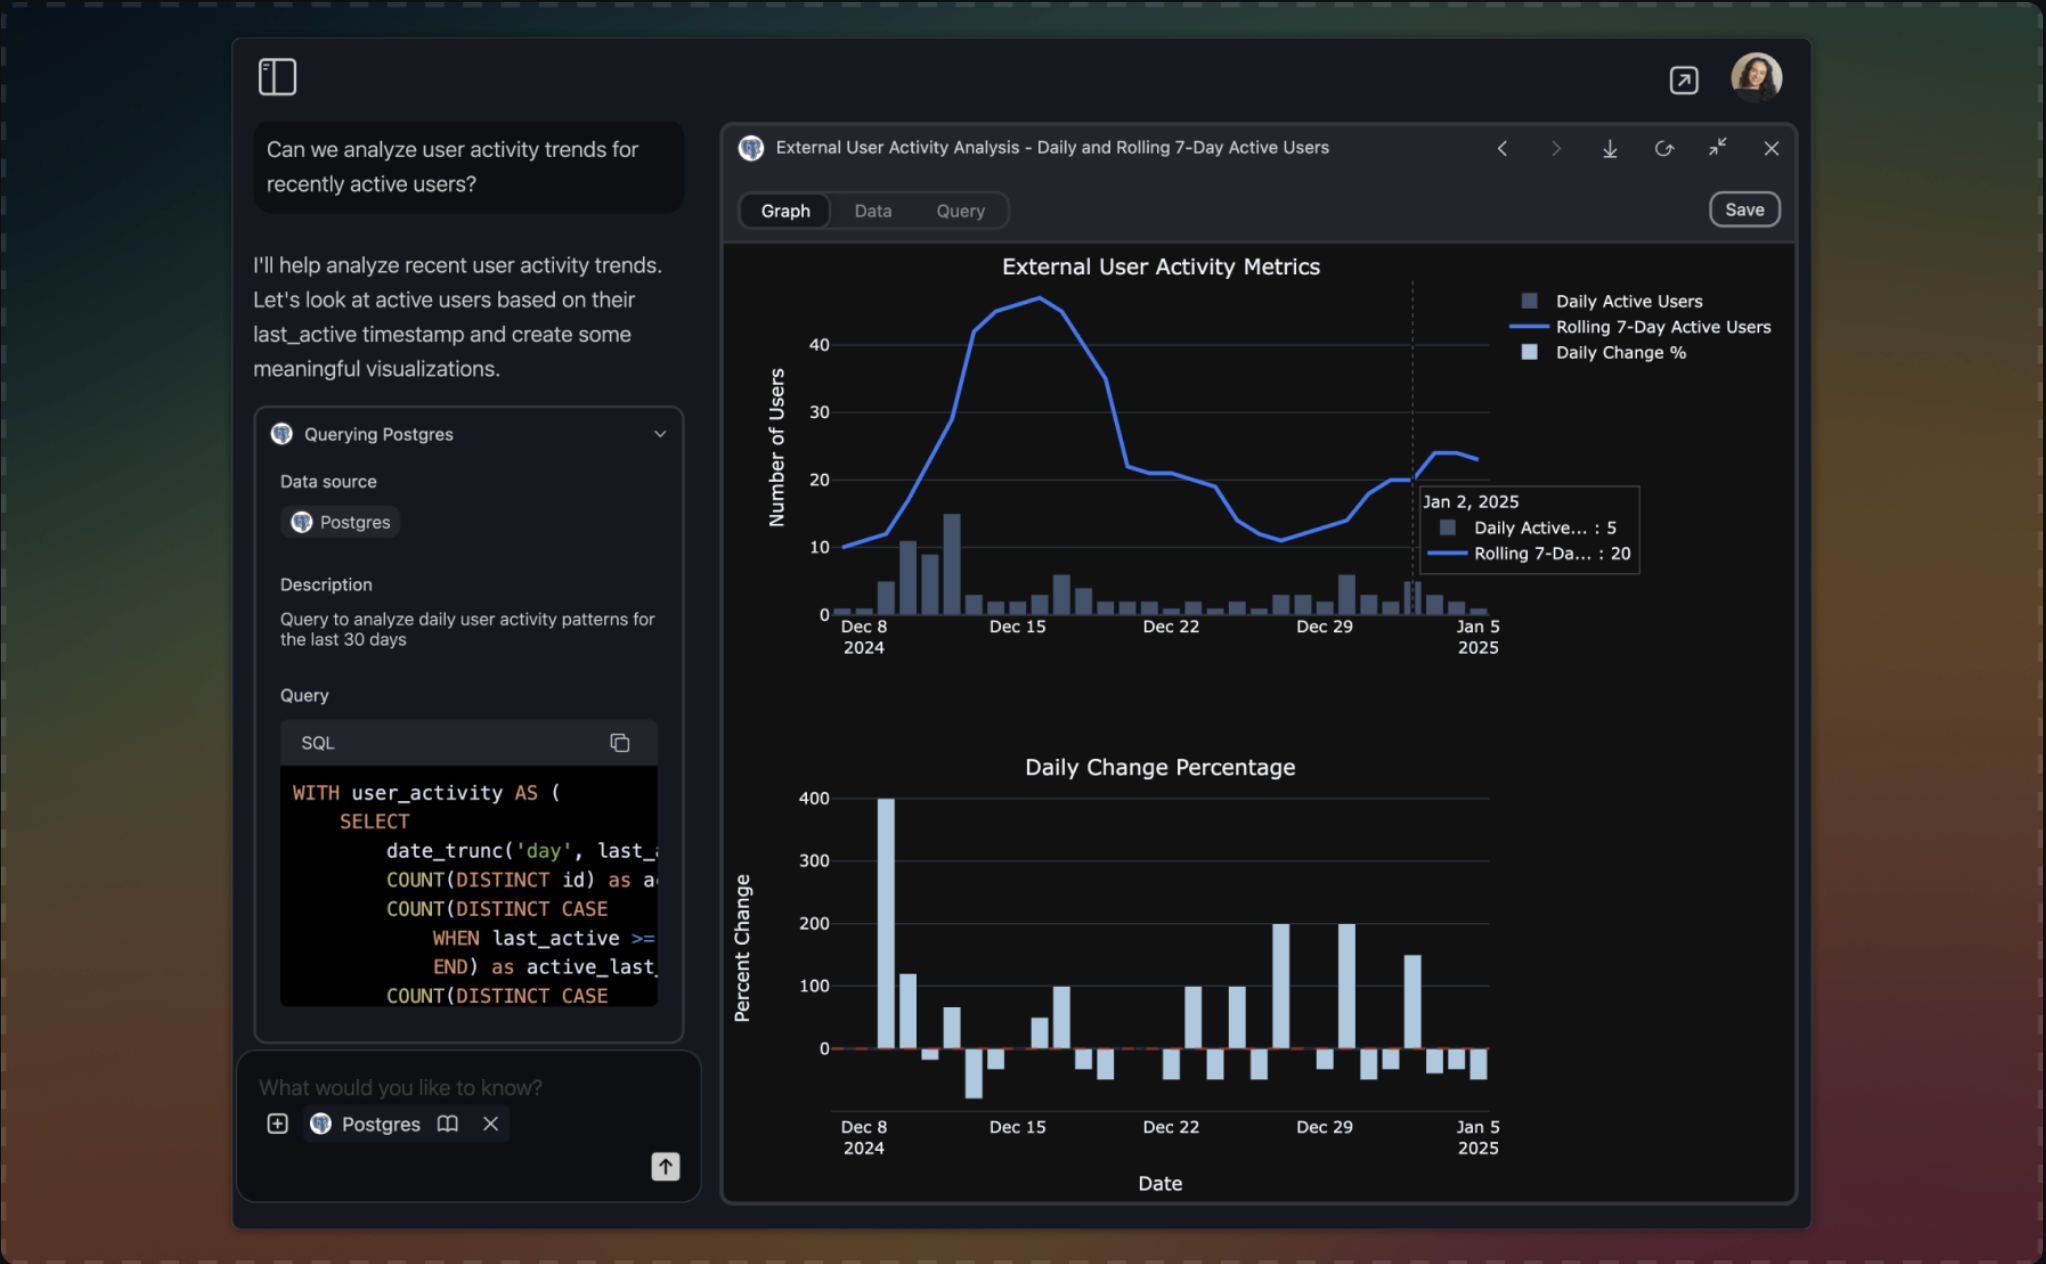 Can we analyze user activity trends for
recently active users?
I'll help analyze recent user activity trends.
Let's look at active users based on their
last_active timestamp and create some
meaningful visualizations.
Querying Postgres
Data source
Postgres
Description
Query to analyze daily user activity patterns for
the last 30 days
Query
SQL
WITH user_activity AS (
SELECT
date_trunc('day', last_
COUNT(DISTINCT id) as a
COUNT(DISTINCT CASE
WHEN last_active >=
END) as active_last_
COUNT(DISTINCT CASE
What would you like to know?
Postgres
External User Activity Analysis - Daily and Rolling 7-Day Active Users
Graph
Data
Query
Save
External User Activity Metrics
Daily Active Users
Rolling 7-Day Active Users
Daily Change %
Number of Users
40
30
20
10
0
Jan 2, 2025
Daily Active... : 5
Rolling 7-Da... : 20
Dec 8
2024
Dec 15
Dec 22
Dec 29
Jan 5
2025
Daily Change Percentage
Percent Change
400
300
200
100
0
Dec 8
2024
Dec 15
Dec 22
Dec 29
Jan 5
2025
Date